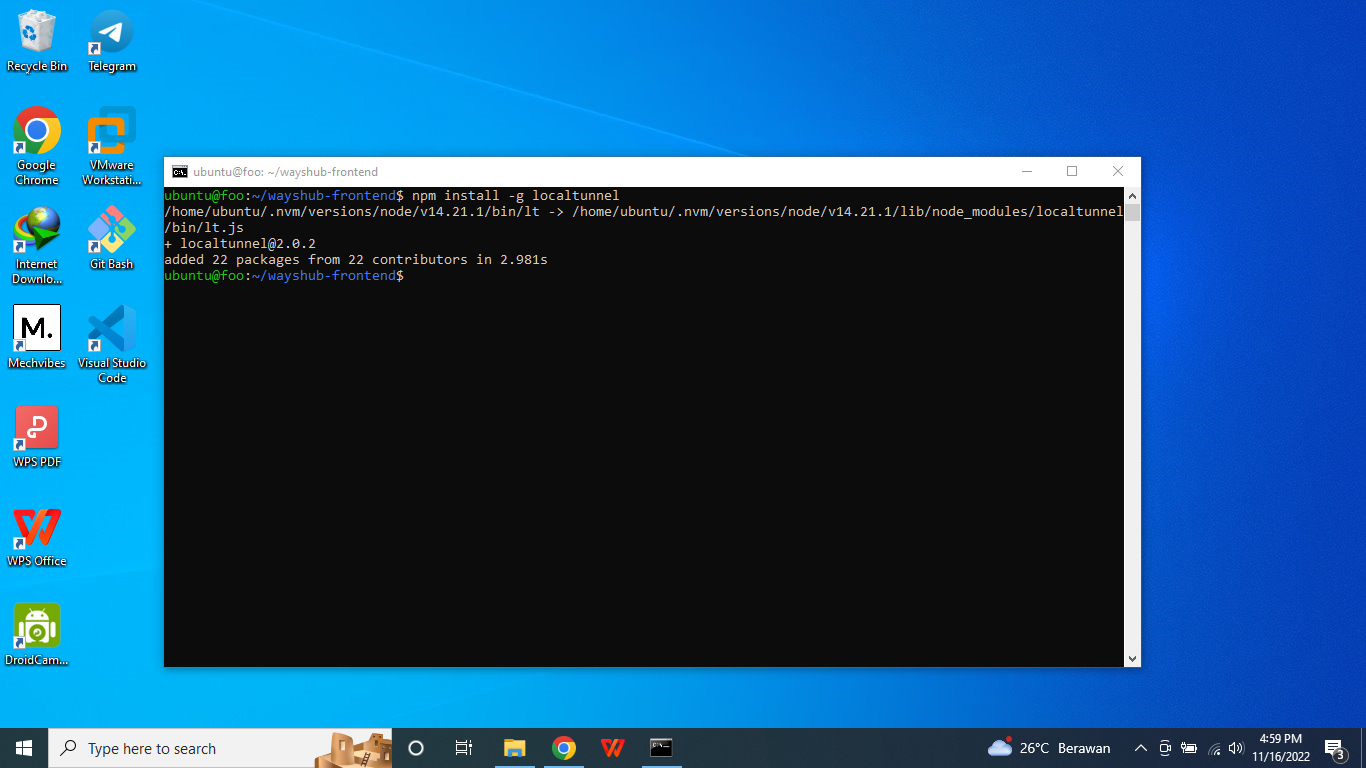 Recycle Bin
Telegram
Google
Chrome
VMware
Workstati...
Internet
Downlo...
Git Bash
M.
Mechvibes
Visual Studio
Code
WPS PDF
WPS Office
DroidCam...
ubuntu@foo: ~/wayshub-frontend
ubuntu@foo:~/wayshub-frontend$ npm install -g localtunnel
/home/ubuntu/.nvm/versions/node/v14.21.1/bin/lt -> /home/ubuntu/.nvm/versions/node/v14.21.1/lib/node_modules/localtunnel
/bin/lt.js
+ localtunnel@2.0.2
added 22 packages from 22 contributors in 2.981s
ubuntu@foo:~/wayshub-frontend$
Type here to search
26°C Berawan
4:59 PM
11/16/2022
3